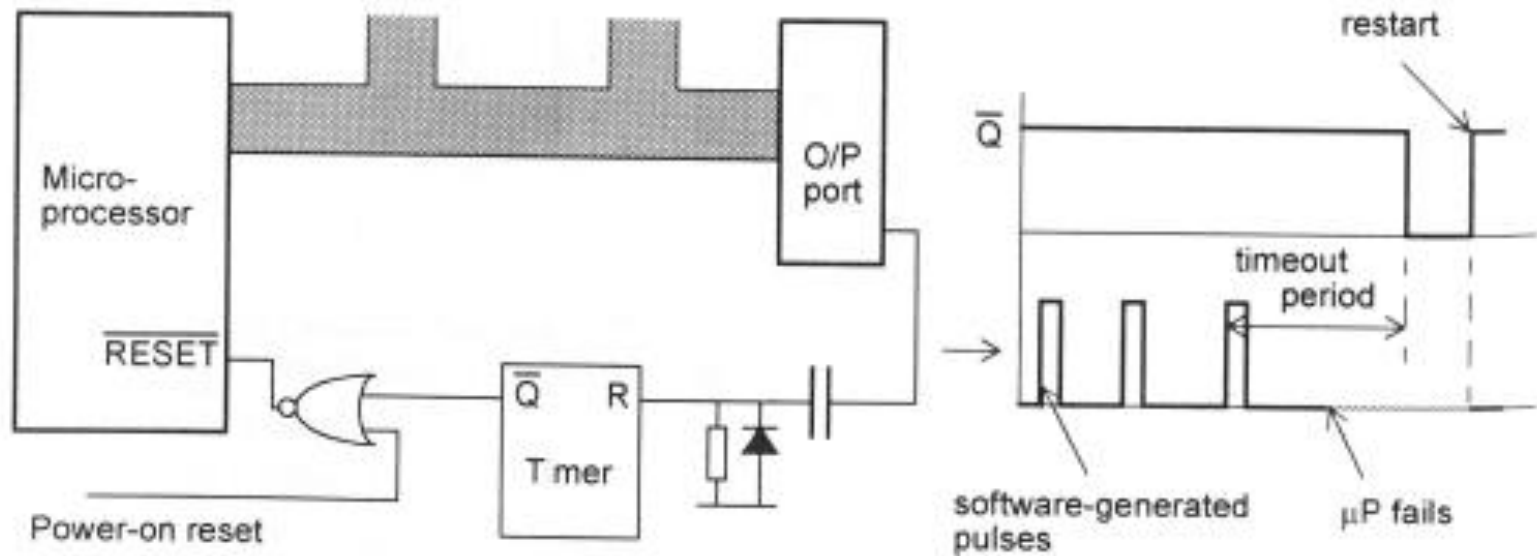 Micro-
processor
RESET
Power-on reset
Q
R
T mer
O/P
port
restart
Q
timeout
period
software-generated
pulses
µP fails